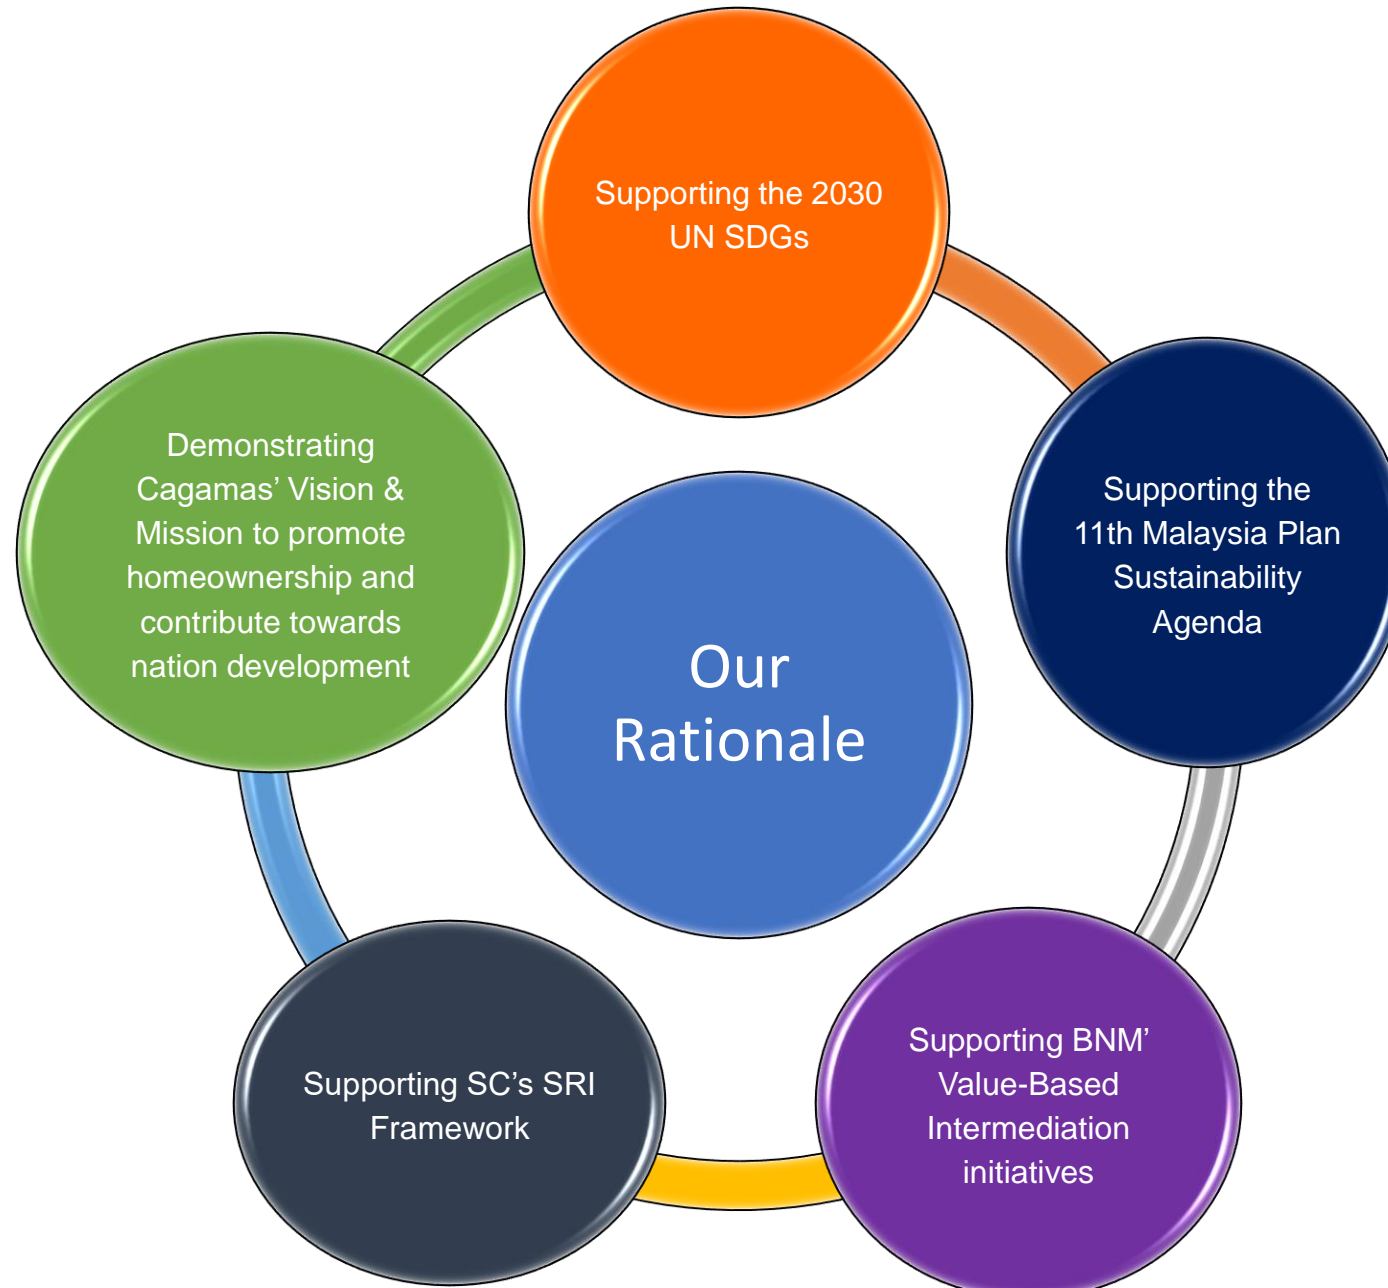 Supporting the 2030
UN SDGs
Supporting the
11th Malaysia Plan
Sustainability
Agenda
Supporting BNM’
Value-Based
Intermediation
initiatives
Supporting SC’s SRI
Framework
Demonstrating
Cagamas’ Vision &
Mission to promote
homeownership and
contribute towards
nation development
Our
Rationale